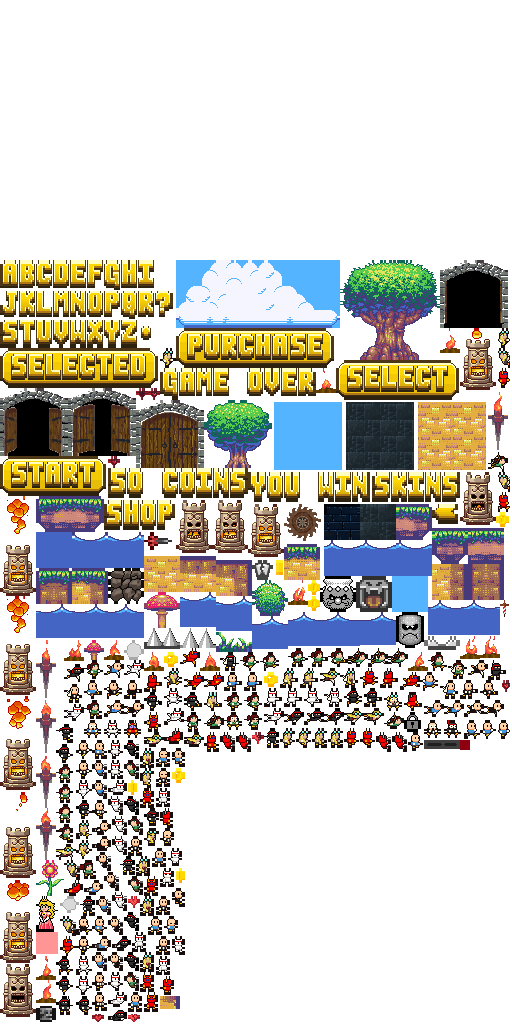 ABCDEFGHI
JKLMNOPQR?
STUVWXYZ.
PURCHASE
SELECTED
GAME OVER
SELECT
START
50 COINS
YOU WIN
SKINS
SHOP